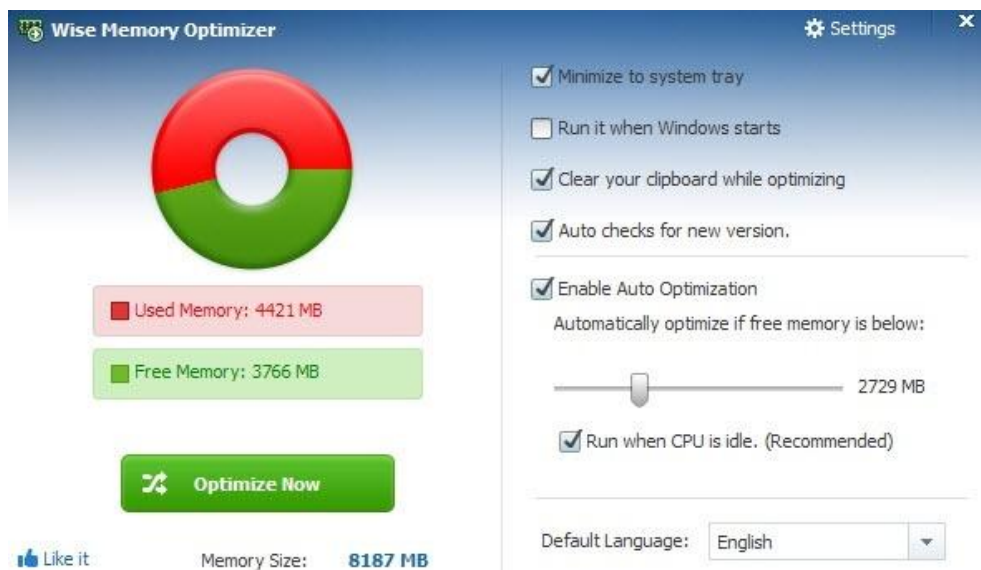 Wise Memory Optimizer
Settings
Used Memory: 4421 MB
Free Memory: 3766 MB
Optimize Now
Like it
Memory Size: 8187 MB
Minimize to system tray
Run it when Windows starts
Clear your clipboard while optimizing
Auto checks for new version.
Enable Auto Optimization
Automatically optimize if free memory is below:
2729 MB
Run when CPU is idle. (Recommended)
Default Language: English